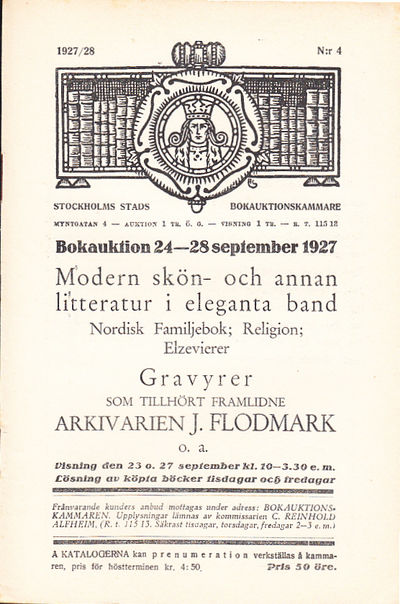 1927/28 N:r 4
STOCKHOLMS STADS BOKAUKTIONSKAMMARE
MYNTGATAN 4 — AUKTION 1 TR. Ö. G. — VISNING 1 TR. — R. T. 115 12
Bokauktion 24—28 september 1927
Modern skön- och annan
litteratur i eleganta band
Nordisk Familjebok; Religion;
Elzevierer
Gravyrer
SOM TILLHÖRT FRAMLIDNE
ARKIVARIEN J. FLODMARK
O. A.
Visning den 23 o. 27 september kl. 10—3.30 e. m.
Lösning av köpta böcker tisdagar och fredagar
Frånvarande kunders anbud mottagas under adress: BOKAUKTIONS-
KAMMAREN. Upplysningar lämnas av kommissarien C. REINHOLD
ALFHEIM, (R. t. 115 13. Säkrast tisdagar, torsdagar, fredagar 2—3 e. m.)
Å KATALOGERNA kan prenumeration verkställas å kamma-
ren, pris för höstterminen kr. 4:50. Pris 50 öre.